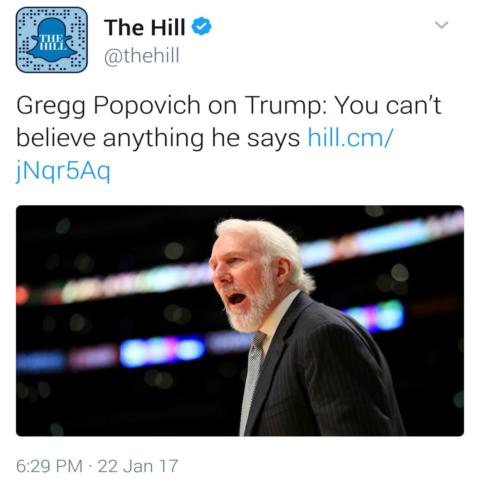 THE
HILL
The Hill
@thehill
Gregg Popovich on Trump: You can't
believe anything he says hill.cm/
jNqr5Aq
6:29 PM · 22 Jan 17